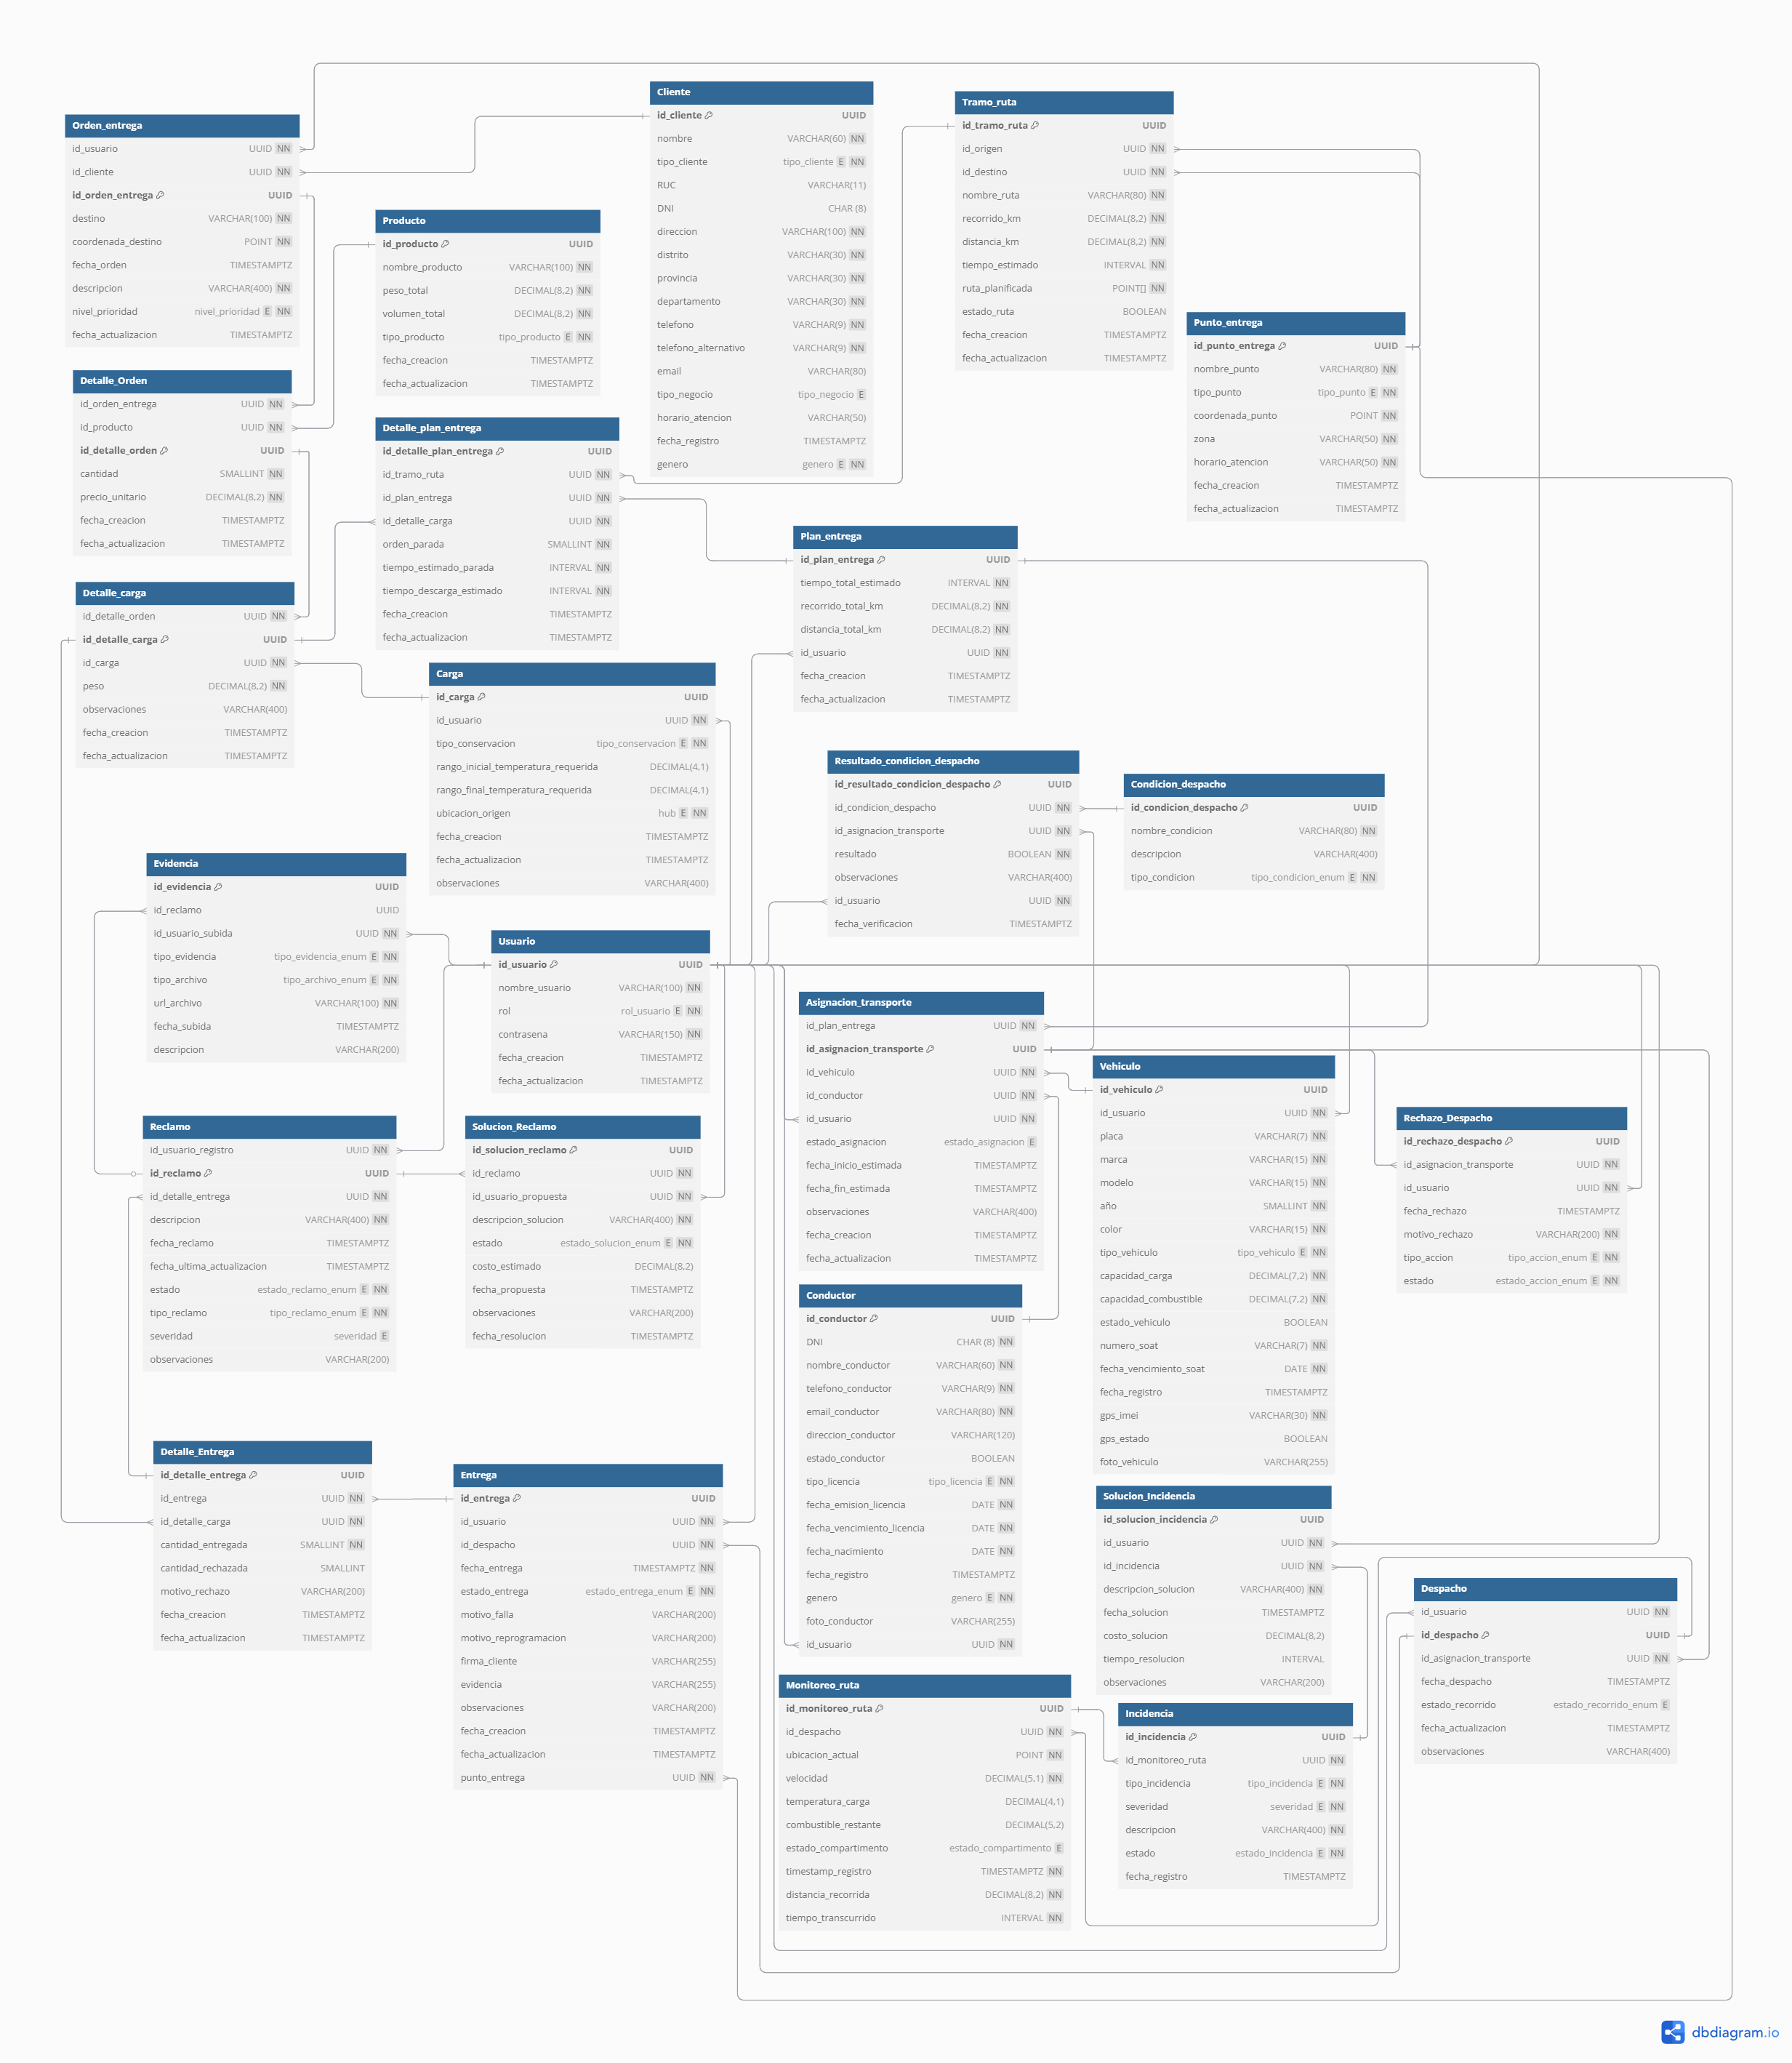 Orden_entrega
id_usuario UUID NN
id_cliente UUID NN
id_orden_entrega UUID
destino VARCHAR(100) NN
coordenada_destino POINT NN
fecha_orden TIMESTAMPTZ
descripcion VARCHAR(400) NN
nivel_prioridad nivel_prioridad E NN
fecha_actualizacion TIMESTAMPTZ
Cliente
id_cliente UUID
nombre VARCHAR(60) NN
tipo_cliente tipo_cliente E NN
RUC VARCHAR(11)
DNI CHAR (8)
direccion VARCHAR(100) NN
distrito VARCHAR(30) NN
provincia VARCHAR(30) NN
departamento VARCHAR(30) NN
telefono VARCHAR(9) NN
telefono_alternativo VARCHAR(9) NN
email VARCHAR(80)
tipo_negocio tipo_negocio E
horario_atencion VARCHAR(50)
fecha_registro TIMESTAMPTZ
genero genero E NN
Tramo_ruta
id_tramo_ruta UUID
id_origen UUID NN
id_destino UUID NN
nombre_ruta VARCHAR(80) NN
recorrido_km DECIMAL(8,2) NN
distancia_km DECIMAL(8,2) NN
tiempo_estimado INTERVAL NN
ruta_planificada POINT[] NN
estado_ruta BOOLEAN
fecha_creacion TIMESTAMPTZ
fecha_actualizacion TIMESTAMPTZ
Producto
id_producto UUID
nombre_producto VARCHAR(100) NN
peso_total DECIMAL(8,2) NN
volumen_total DECIMAL(8,2) NN
tipo_producto tipo_producto E NN
fecha_creacion TIMESTAMPTZ
fecha_actualizacion TIMESTAMPTZ
Punto_entrega
id_punto_entrega UUID
nombre_punto VARCHAR(80) NN
tipo_punto tipo_punto E NN
coordenada_punto POINT NN
zona VARCHAR(50) NN
horario_atencion VARCHAR(50) NN
fecha_creacion TIMESTAMPTZ
fecha_actualizacion TIMESTAMPTZ
Detalle_Orden
id_orden_entrega UUID NN
id_producto UUID NN
id_detalle_orden UUID
cantidad SMALLINT NN
precio_unitario DECIMAL(8,2) NN
fecha_creacion TIMESTAMPTZ
fecha_actualizacion TIMESTAMPTZ
Detalle_plan_entrega
id_detalle_plan_entrega UUID
id_tramo_ruta UUID NN
id_plan_entrega UUID NN
id_detalle_carga UUID NN
orden_parada SMALLINT NN
tiempo_estimado_parada INTERVAL NN
tiempo_descarga_estimado INTERVAL NN
fecha_creacion TIMESTAMPTZ
fecha_actualizacion TIMESTAMPTZ
Plan_entrega
id_plan_entrega UUID
tiempo_total_estimado INTERVAL NN
recorrido_total_km DECIMAL(8,2) NN
distancia_total_km DECIMAL(8,2) NN
id_usuario UUID NN
fecha_creacion TIMESTAMPTZ
fecha_actualizacion TIMESTAMPTZ
Detalle_carga
id_detalle_orden UUID NN
id_detalle_carga UUID
id_carga UUID NN
peso DECIMAL(8,2) NN
observaciones VARCHAR(400)
fecha_creacion TIMESTAMPTZ
fecha_actualizacion TIMESTAMPTZ
Carga
id_carga UUID
id_usuario UUID NN
tipo_conservacion tipo_conservacion E NN
rango_inicial_temperatura_requerida DECIMAL(4,1)
rango_final_temperatura_requerida DECIMAL(4,1)
ubicacion_origen hub E NN
fecha_creacion TIMESTAMPTZ
fecha_actualizacion TIMESTAMPTZ
observaciones VARCHAR(400)
Resultado_condicion_despacho
id_resultado_condicion_despacho UUID
id_condicion_despacho UUID NN
id_asignacion_transporte UUID NN
resultado BOOLEAN NN
observaciones VARCHAR(400)
id_usuario UUID NN
fecha_verificacion TIMESTAMPTZ
Condicion_despacho
id_condicion_despacho UUID
nombre_condicion VARCHAR(80) NN
descripcion VARCHAR(400)
tipo_condicion tipo_condicion_enum E NN
Evidencia
id_evidencia UUID
id_reclamo UUID
id_usuario_subida UUID NN
tipo_evidencia tipo_evidencia_enum E NN
tipo_archivo tipo_archivo_enum E NN
url_archivo VARCHAR(100) NN
fecha_subida TIMESTAMPTZ
descripcion VARCHAR(200)
Usuario
id_usuario UUID
nombre_usuario VARCHAR(100) NN
rol rol_usuario E NN
contrasena VARCHAR(150) NN
fecha_creacion TIMESTAMPTZ
fecha_actualizacion TIMESTAMPTZ
Asignacion_transporte
id_plan_entrega UUID NN
id_asignacion_transporte UUID
id_vehiculo UUID NN
id_conductor UUID NN
id_usuario UUID NN
estado_asignacion estado_asignacion E
fecha_inicio_estimada TIMESTAMPTZ
fecha_fin_estimada TIMESTAMPTZ
observaciones VARCHAR(400)
fecha_creacion TIMESTAMPTZ
fecha_actualizacion TIMESTAMPTZ
Vehiculo
id_vehiculo UUID
id_usuario UUID NN
placa VARCHAR(7) NN
marca VARCHAR(15) NN
modelo VARCHAR(15) NN
año SMALLINT NN
color VARCHAR(15) NN
tipo_vehiculo tipo_vehiculo E NN
capacidad_carga DECIMAL(7,2) NN
capacidad_combustible DECIMAL(7,2) NN
estado_vehiculo BOOLEAN
numero_soat VARCHAR(7) NN
fecha_vencimiento_soat DATE NN
fecha_registro TIMESTAMPTZ
gps_imei VARCHAR(30) NN
gps_estado BOOLEAN
foto_vehiculo VARCHAR(255)
Rechazo_Despacho
id_rechazo_despacho UUID
id_asignacion_transporte UUID NN
id_usuario UUID NN
fecha_rechazo TIMESTAMPTZ
motivo_rechazo VARCHAR(200) NN
tipo_accion tipo_accion_enum E NN
estado estado_accion_enum E NN
Reclamo
id_usuario_registro UUID NN
id_reclamo UUID
id_detalle_entrega UUID NN
descripcion VARCHAR(400) NN
fecha_reclamo TIMESTAMPTZ
fecha_ultima_actualizacion TIMESTAMPTZ
estado estado_reclamo_enum E NN
tipo_reclamo tipo_reclamo_enum E NN
severidad severidad E
observaciones VARCHAR(200)
Solucion_Reclamo
id_solucion_reclamo UUID
id_reclamo UUID NN
id_usuario_propuesta UUID NN
descripcion_solucion VARCHAR(400) NN
estado estado_solucion_enum E NN
costo_estimado DECIMAL(8,2)
fecha_propuesta TIMESTAMPTZ
observaciones VARCHAR(200)
fecha_resolucion TIMESTAMPTZ
Conductor
id_conductor UUID
DNI CHAR (8) NN
nombre_conductor VARCHAR(60) NN
telefono_conductor VARCHAR(9) NN
email_conductor VARCHAR(80) NN
direccion_conductor VARCHAR(120)
estado_conductor BOOLEAN
tipo_licencia tipo_licencia E NN
fecha_emision_licencia DATE NN
fecha_vencimiento_licencia DATE NN
fecha_nacimiento DATE NN
fecha_registro TIMESTAMPTZ
genero genero E NN
foto_conductor VARCHAR(255)
id_usuario UUID NN
Detalle_Entrega
id_detalle_entrega UUID
id_entrega UUID NN
id_detalle_carga UUID NN
cantidad_entregada SMALLINT NN
cantidad_rechazada SMALLINT
motivo_rechazo VARCHAR(200)
fecha_creacion TIMESTAMPTZ
fecha_actualizacion TIMESTAMPTZ
Entrega
id_entrega UUID
id_usuario UUID NN
id_despacho UUID NN
fecha_entrega TIMESTAMPTZ NN
estado_entrega estado_entrega_enum E NN
motivo_falla VARCHAR(200)
motivo_reprogramacion VARCHAR(200)
firma_cliente VARCHAR(255)
evidencia VARCHAR(255)
observaciones VARCHAR(200)
fecha_creacion TIMESTAMPTZ
fecha_actualizacion TIMESTAMPTZ
punto_entrega UUID NN
Solucion_Incidencia
id_solucion_incidencia UUID
id_usuario UUID NN
id_incidencia UUID NN
descripcion_solucion VARCHAR(400) NN
fecha_solucion TIMESTAMPTZ
costo_solucion DECIMAL(8,2)
tiempo_resolucion INTERVAL
observaciones VARCHAR(200)
Despacho
id_usuario UUID NN
id_despacho UUID
id_asignacion_transporte UUID NN
fecha_despacho TIMESTAMPTZ
estado_recorrido estado_recorrido_enum E
fecha_actualizacion TIMESTAMPTZ
observaciones VARCHAR(400)
Monitoreo_ruta
id_monitoreo_ruta UUID
id_despacho UUID NN
ubicacion_actual POINT NN
velocidad DECIMAL(5,1) NN
temperatura_carga DECIMAL(4,1)
combustible_restante DECIMAL(5,2)
estado_compartimento estado_compartimento E
timestamp_registro TIMESTAMPTZ NN
distancia_recorrida DECIMAL(8,2) NN
tiempo_transcurrido INTERVAL NN
Incidencia
id_incidencia UUID
id_monitoreo_ruta UUID NN
tipo_incidencia tipo_incidencia E NN
severidad severidad E NN
descripcion VARCHAR(400) NN
estado estado_incidencia E NN
fecha_registro TIMESTAMPTZ
dbdiagram.io